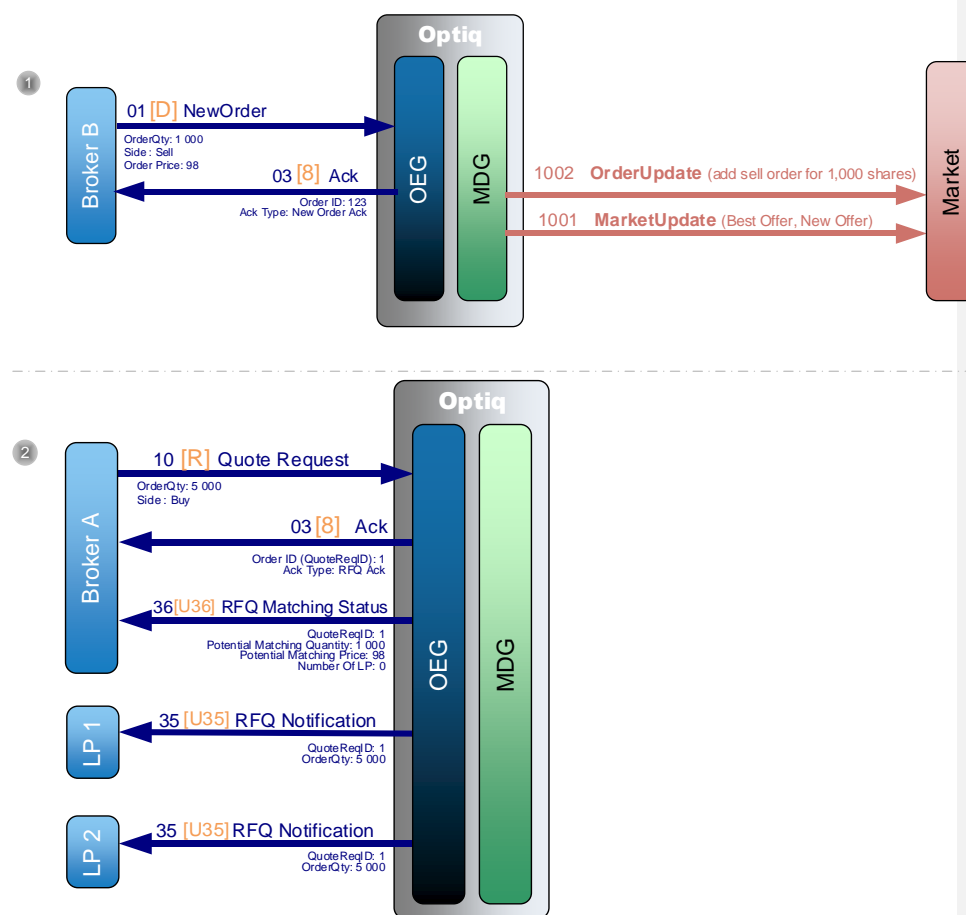 Optiq
1
Broker B
01 [D] NewOrder
OrderQty: 1 000
Side : Sell
Order Price: 98
03 [8] Ack
Order ID: 123
Ack Type: New Order Ack
OEG
MDG
1002 OrderUpdate (add sell order for 1,000 shares)
1001 MarketUpdate (Best Offer, New Offer)
Market
Optiq
2
Broker A
10 [R] Quote Request
OrderQty: 5 000
Side : Buy
03 [8] Ack
Order ID (QuoteReqID): 1
Ack Type: RFQ Ack
36 [U36] RFQ Matching Status
QuoteReqID: 1
Potential Matching Quantity: 1 000
Potential Matching Price: 98
Number Of LP: 0
OEG
MDG
LP 1
35 [U35] RFQ Notification
QuoteReqID: 1
OrderQty: 5 000
LP 2
35 [U35] RFQ Notification
QuoteReqID: 1
OrderQty: 5 000